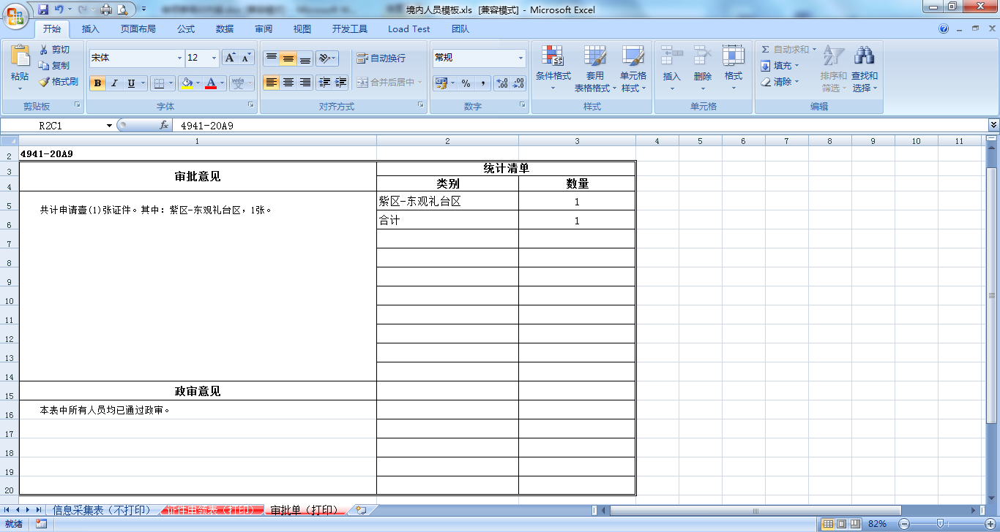 境内人员模板.xls [兼容模式] - Microsoft Excel
开始 插入 页面布局 公式 数据 审阅 视图 开发工具 Load Test 团队
粘贴 剪切 复制 格式刷 剪贴板
宋体 12 A A B I U A 字体
自动换行 合并后居中 对齐方式
常规 % , .0 .00 .00 .0 数字
条件格式 套用 表格格式 单元格 样式 样式
插入 删除 格式 单元格
Σ 自动求和 填充 清除 排序和 筛选 查找和 选择 编辑
R2C1 fx 4941-20A9
1 2 3 4 5 6 7 8 9 10 11
2 4941-20A9
3 审批意见 统计清单
4 类别 数量
5 共计申请壹(1)张证件。其中：紫区-东观礼台区，1张。 紫区-东观礼台区 1
6 合计 1
7
8
9
10
11
12
13
14
15 政审意见
16 本表中所有人员均已通过政审。
17
18
19
20
信息采集表（不打印） 证件申领表（打印） 审批单（打印）
就绪 82%